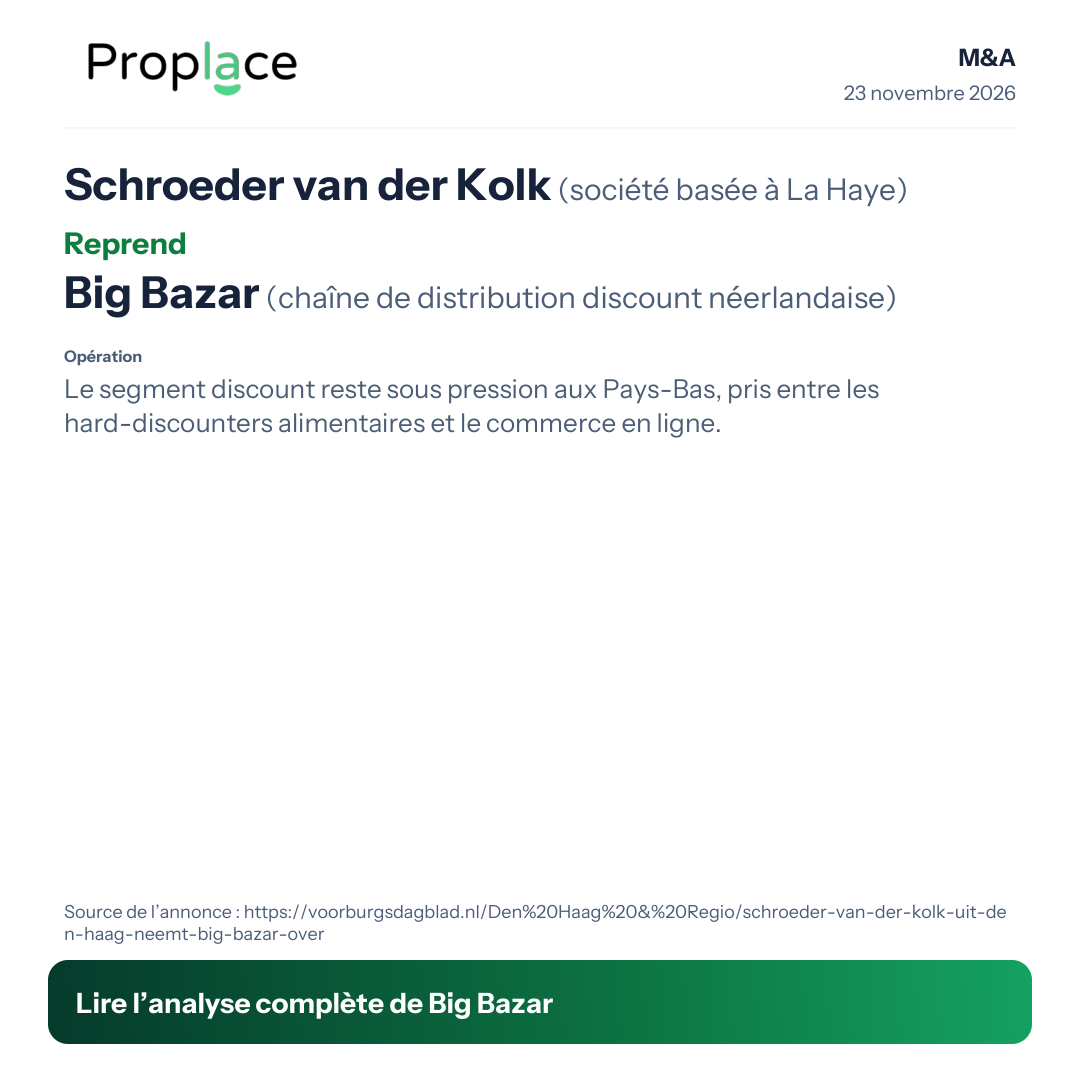 Proplace
M&A
23 novembre 2026
Schroeder van der Kolk (société basée à La Haye)
Reprend
Big Bazar (chaîne de distribution discount néerlandaise)
Opération
Le segment discount reste sous pression aux Pays-Bas, pris entre les
hard-discounters alimentaires et le commerce en ligne.
Source de l’annonce : https://voorburgsdagblad.nl/Den%20Haag%20&%20Regio/schroeder-van-der-kolk-uit-de
n-haag-neemt-big-bazar-over
Lire l’analyse complète de Big Bazar